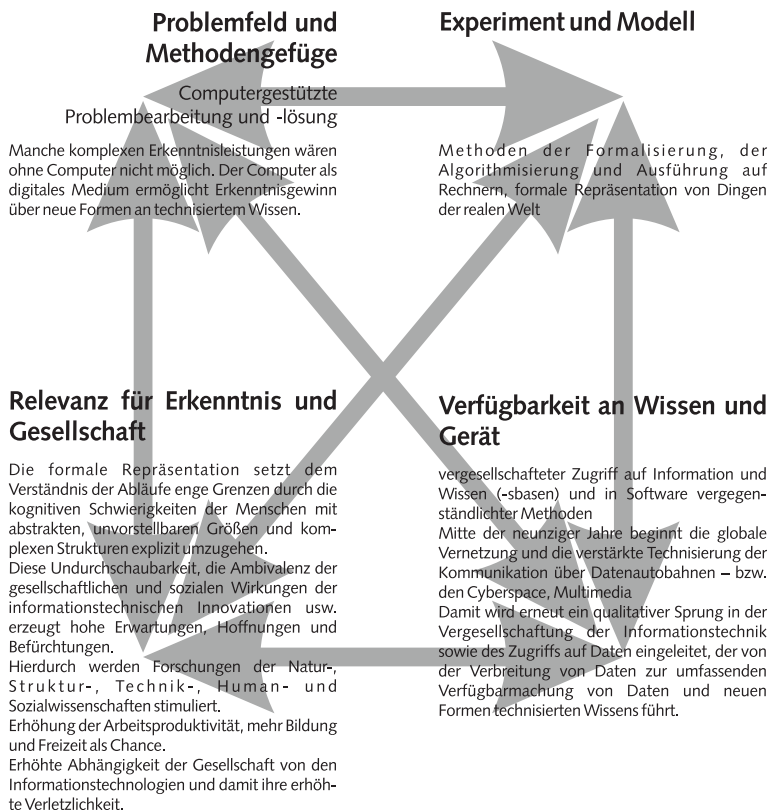 Problemfeld und
Methodengefüge
Computergestützte
Problembearbeitung und -lösung
Manche komplexen Erkenntnisleistungen wären
ohne Computer nicht möglich. Der Computer als
digitales Medium ermöglicht Erkenntnisgewinn
über neue Formen an technisiertem Wissen.
Experiment und Modell
Methoden der Formalisierung, der
Algorithmisierung und Ausführung auf
Rechnern, formale Repräsentation von Dingen
der realen Welt
Relevanz für Erkenntnis und
Gesellschaft
Die formale Repräsentation setzt dem
Verständnis der Abläufe enge Grenzen durch die
kognitiven Schwierigkeiten der Menschen mit
abstrakten, unvorstellbaren Größen und kom-
plexen Strukturen explizit umzugehen.
Diese Undurchschaubarkeit, die Ambivalenz der
gesellschaftlichen und sozialen Wirkungen der
informationstechnischen Innovationen usw.
erzeugt hohe Erwartungen, Hoffnungen und
Befürchtungen.
Hierdurch werden Forschungen der Natur-,
Struktur-, Technik-, Human- und
Sozialwissenschaften stimuliert.
Erhöhung der Arbeitsproduktivität, mehr Bildung
und Freizeit als Chance.
Erhöhte Abhängigkeit der Gesellschaft von den
Informationstechnologien und damit ihre erhöh-
te Verletzlichkeit.
Verfügbarkeit an Wissen und
Gerät
vergesellschafteter Zugriff auf Information und
Wissen (-sbasen) und in Software vergegen-
ständlichter Methoden
Mitte der neunziger Jahre beginnt die globale
Vernetzung und die verstärkte Technisierung der
Kommunikation über Datenautobahnen – bzw.
den Cyberspace, Multimedia
Damit wird erneut ein qualitativer Sprung in der
Vergesellschaftung der Informationstechnik
sowie des Zugriffs auf Daten eingeleitet, der von
der Verbreitung von Daten zur umfassenden
Verfügbarmachung von Daten und neuen
Formen technisierten Wissens führt.